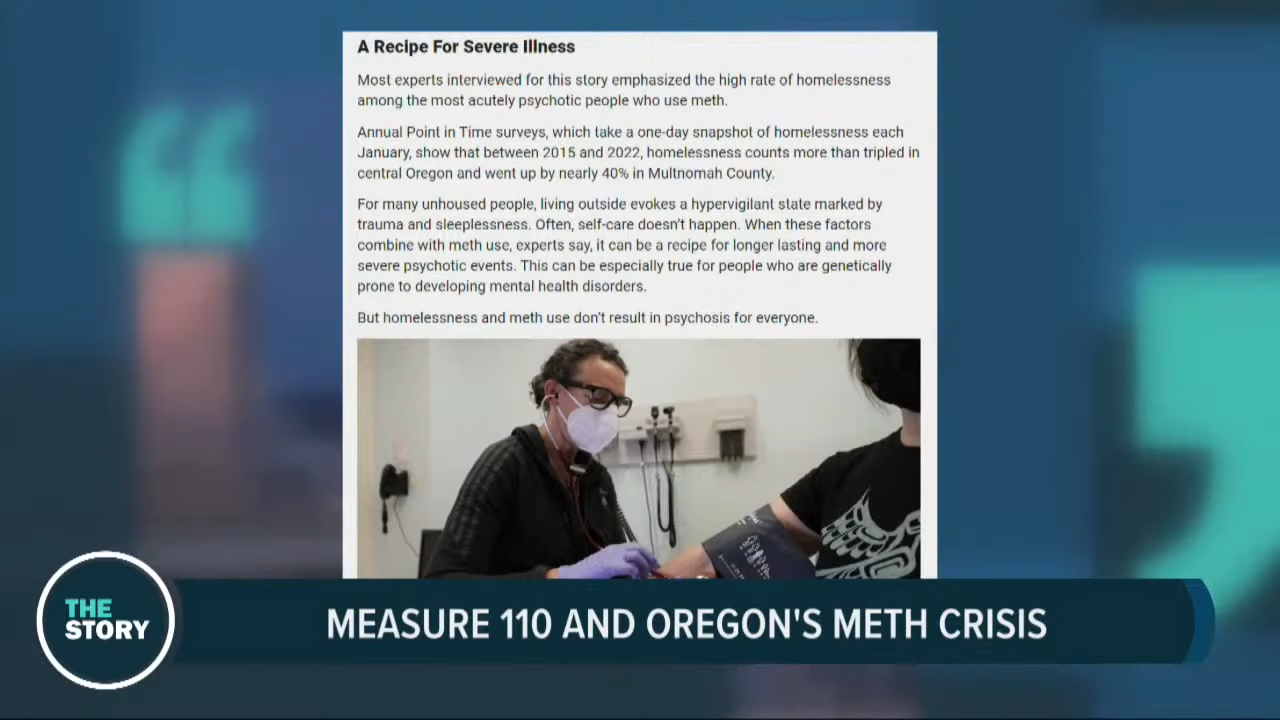 A Recipe For Severe Illness
Most experts interviewed for this story emphasized the high rate of homelessness
among the most acutely psychotic people who use meth.
Annual Point in Time surveys, which take a one-day snapshot of homelessness each
January, show that between 2015 and 2022, homelessness counts more than tripled in
central Oregon and went up by nearly 40% in Multnomah County.
For many unhoused people, living outside evokes a hypervigilant state marked by
trauma and sleeplessness. Often, self-care doesn't happen. When these factors
combine with meth use, experts say, it can be a recipe for longer lasting and more
severe psychotic events. This can be especially true for people who are genetically
prone to developing mental health disorders.
But homelessness and meth use don't result in psychosis for everyone.
THE
STORY
MEASURE 110 AND OREGON'S METH CRISIS